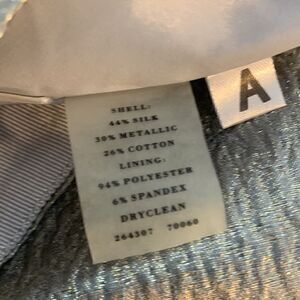 SHELL:
44% SILK
30% METALLIC
26% COTTON
LINING:
94% POLYESTER
6% SPANDEX
DRYCLEAN
264307 70060
A